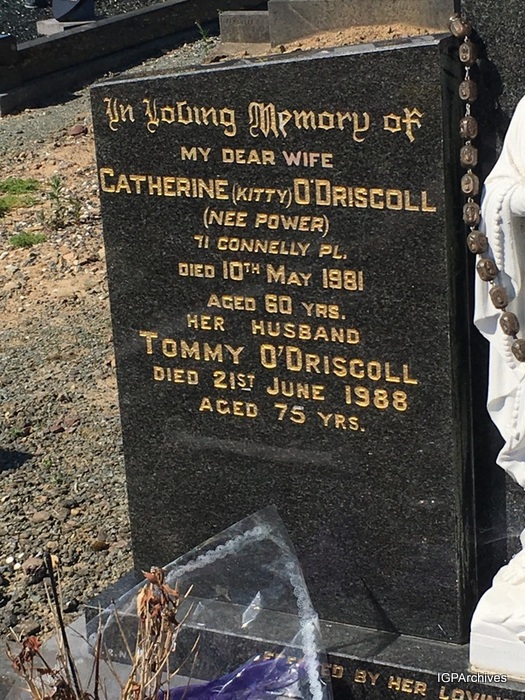 In Loving Memory of
MY DEAR WIFE
CATHERINE (KITTY) O'DRISCOLL
(NEE POWER)
71 CONNELLY PL.
DIED 10TH MAY 1981
AGED 60 YRS.
HER HUSBAND
TOMMY O'DRISCOLL
DIED 21ST JUNE 1988
AGED 75 YRS.
BY HER LOVING
IGPArchives